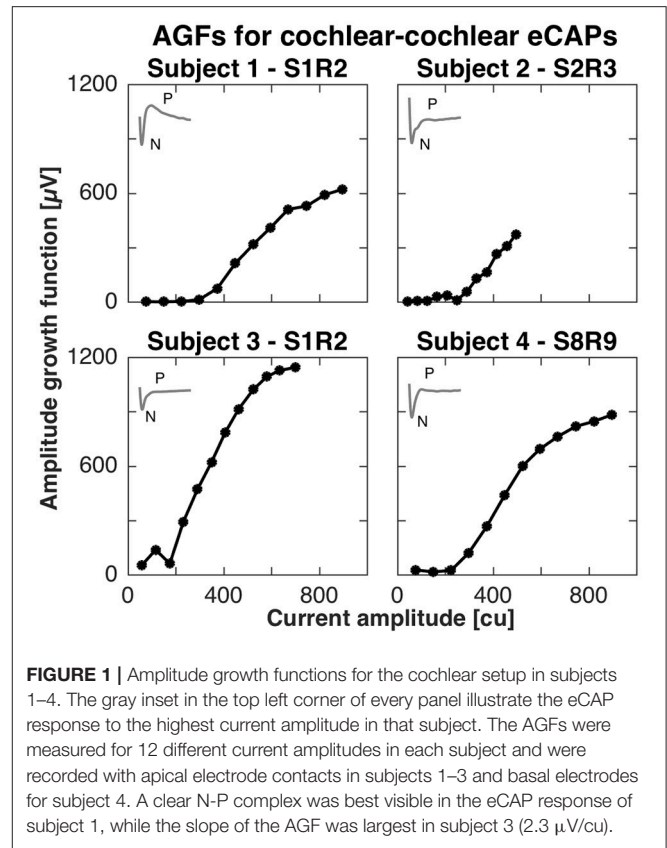 AGFs for cochlear-cochlear eCAPs
Subject 1 - S1R2
Subject 2 - S2R3
1200
600
0
P
N
P
N
Amplitude growth function [µV]
Subject 3 - S1R2
Subject 4 - S8R9
1200
600
0
P
N
P
N
0 400 800
0 400 800
Current amplitude [cu]
FIGURE 1 | Amplitude growth functions for the cochlear setup in subjects
1–4. The gray inset in the top left corner of every panel illustrate the eCAP
response to the highest current amplitude in that subject. The AGFs were
measured for 12 different current amplitudes in each subject and were
recorded with apical electrode contacts in subjects 1–3 and basal electrodes
for subject 4. A clear N-P complex was best visible in the eCAP response of
subject 1, while the slope of the AGF was largest in subject 3 (2.3 µV/cu).